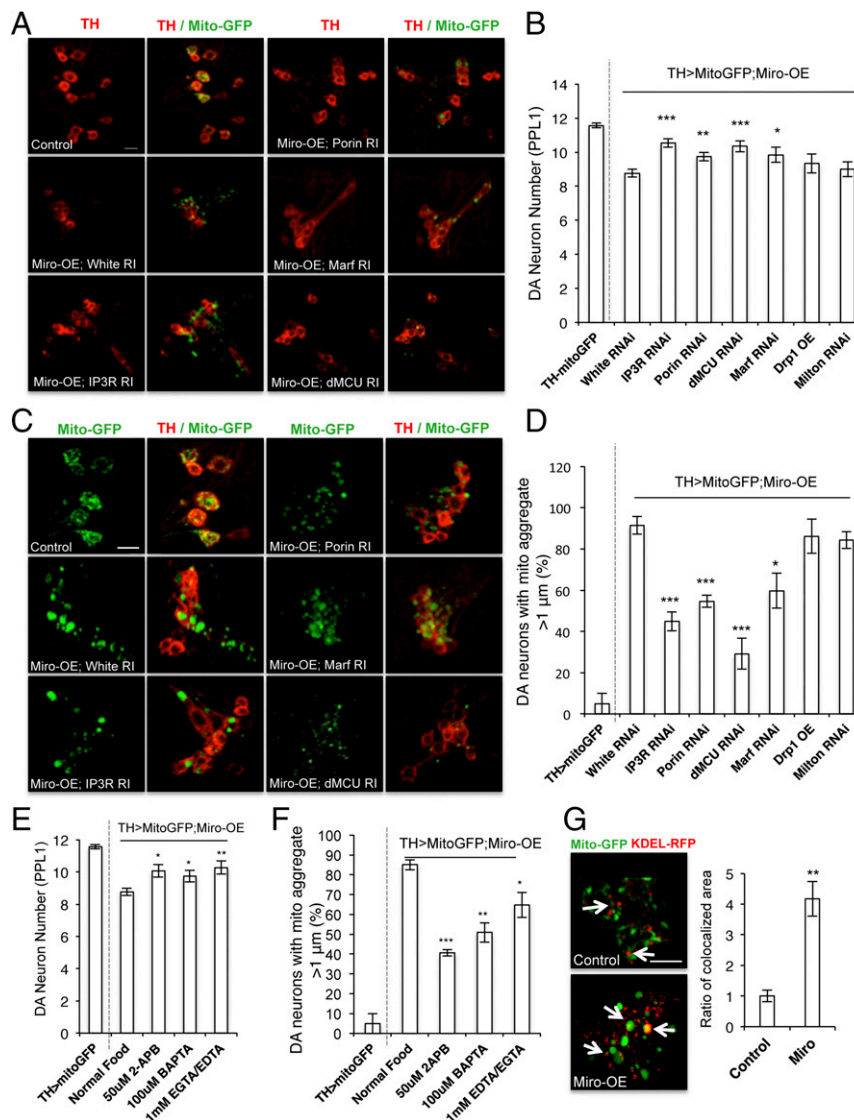 A
TH
TH / Mito-GFP
TH
TH / Mito-GFP
Control
Miro-OE; Porin RI
Miro-OE; White RI
Miro-OE; Marf RI
Miro-OE; IP3R RI
Miro-OE; dMCU RI
B
TH>MitoGFP;Miro-OE
DA Neuron Number (PPL1)
14
12
10
8
6
4
2
0
***
**
***
*
TH-mitoGFP
White RNAi
IP3R RNAi
Porin RNAi
dMCU RNAi
Marf RNAi
Drp1 OE
Milton RNAi
C
Mito-GFP
TH / Mito-GFP
Mito-GFP
TH / Mito-GFP
Control
Miro-OE; Porin RI
Miro-OE; White RI
Miro-OE; Marf RI
Miro-OE; IP3R RI
Miro-OE; dMCU RI
D
TH>MitoGFP;Miro-OE
DA neurons with mito aggregate
>1 μm (%)
120
100
80
60
40
20
0
***
***
***
*
TH>mitoGFP
White RNAi
IP3R RNAi
Porin RNAi
dMCU RNAi
Marf RNAi
Drp1 OE
Milton RNAi
E
TH>MitoGFP;Miro-OE
DA Neuron Number (PPL1)
12
10
8
6
4
2
0
*
*
**
TH>mitoGFP
Normal Food
50uM 2-APB
100uM BAPTA
1mM EGTA/EDTA
F
TH>MitoGFP;Miro-OE
DA neurons with mito aggregate
>1 μm (%)
100
90
80
70
60
50
40
30
20
10
0
***
**
*
TH>mitoGFP
Normal Food
50uM 2APB
100uM BAPTA
1mM EDTA/EGTA
G
Mito-GFP KDEL-RFP
Control
Miro-OE
Ratio of colocalized area
5
4
3
2
1
0
**
Control
Miro